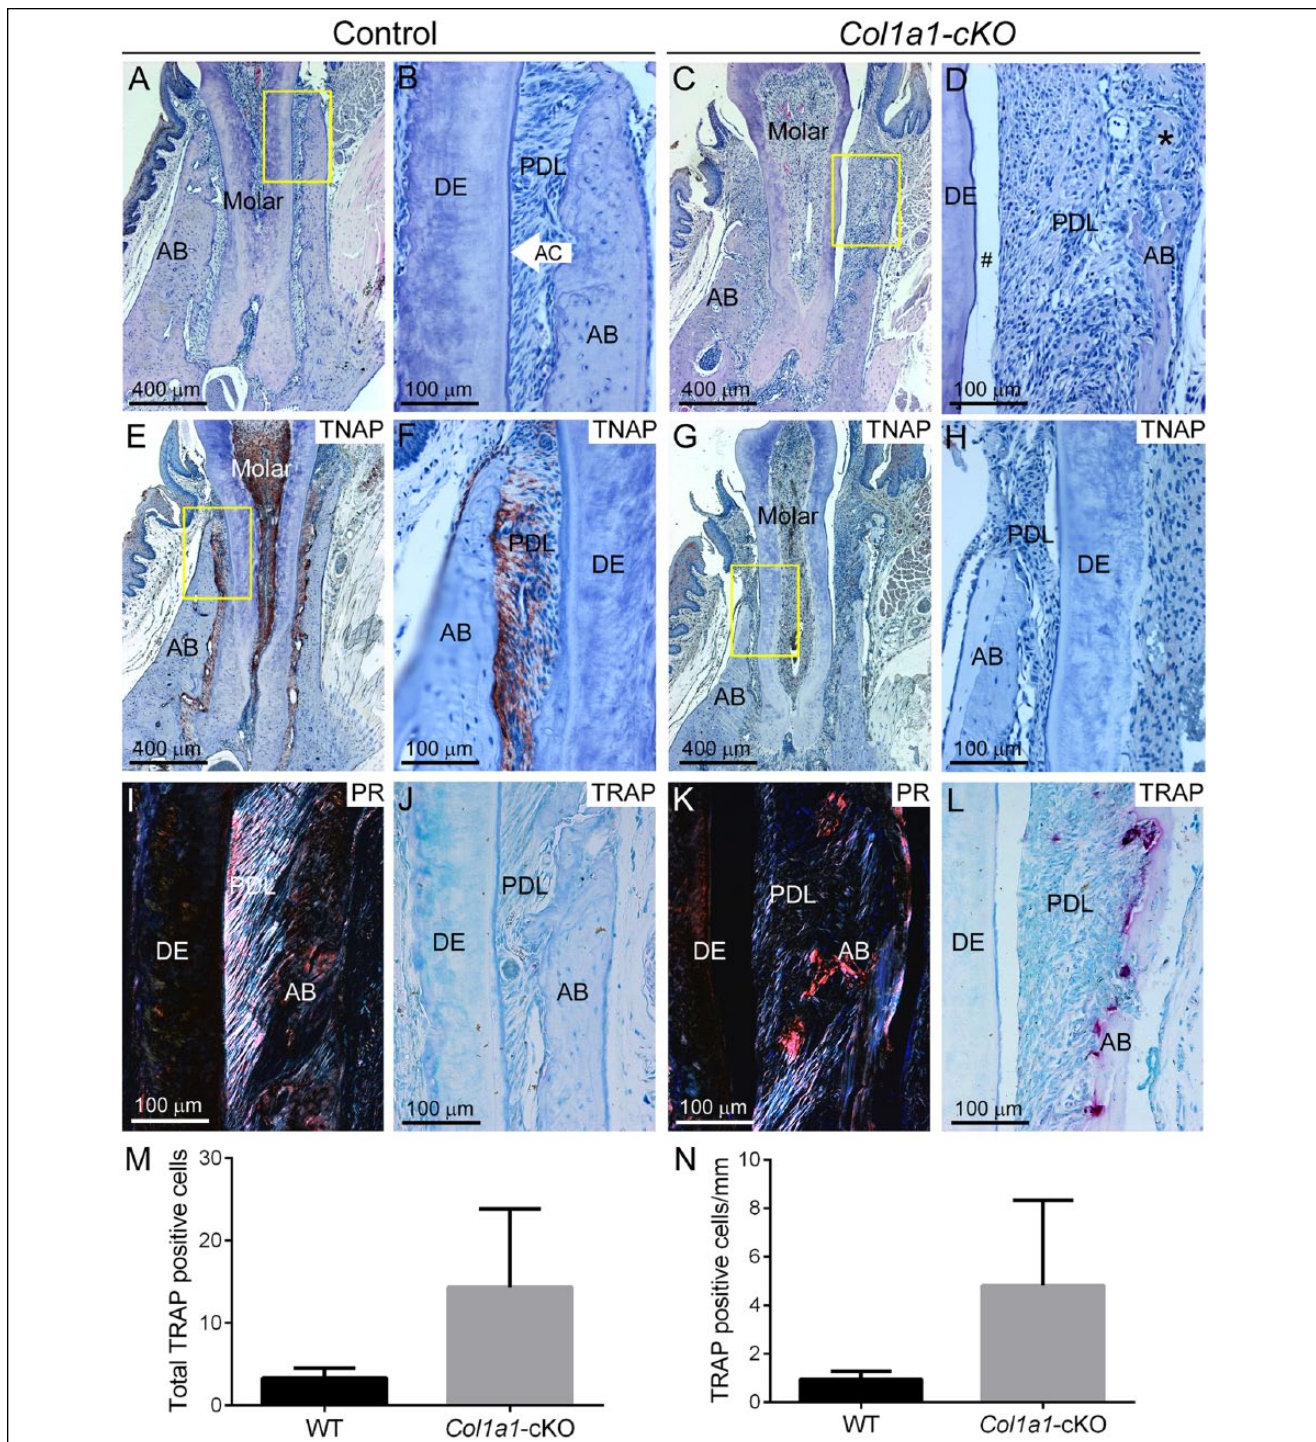 Control
Col1a1-cKO
A
Molar
AB
400 μm
B
DE
PDL
AC
AB
100 μm
C
Molar
AB
400 μm
D
DE
#
PDL
*
AB
100 μm
E
TNAP
Molar
AB
400 μm
F
TNAP
PDL
DE
AB
100 μm
G
TNAP
Molar
AB
400 μm
H
TNAP
PDL
DE
AB
100 μm
I
PR
PDL
DE
AB
100 μm
J
TRAP
PDL
DE
AB
100 μm
K
PR
PDL
DE
AB
100 μm
L
TRAP
PDL
DE
AB
100 μm
M
Total TRAP positive cells
30
20
10
0
WT
Col1a1-cKO
N
TRAP positive cells/mm
10
8
6
4
2
0
WT
Col1a1-cKO